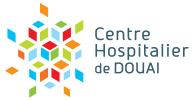 Centre
Hospitalier
de DOUAI